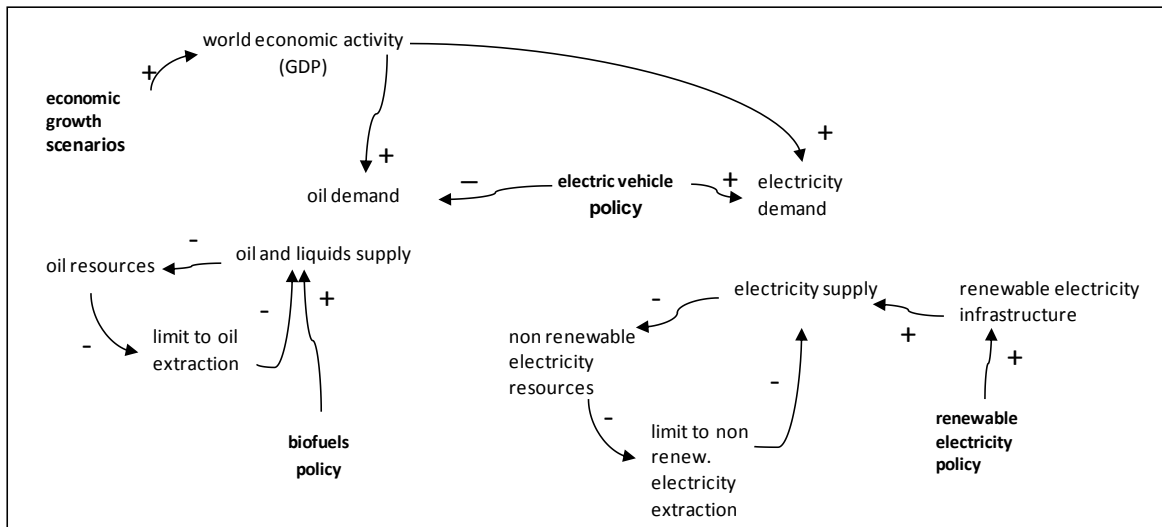 world economic activity
(GDP)
+
economic
growth
scenarios
+
+
oil demand
–
electric vehicle
policy
+
electricity
demand
-
oil resources
oil and liquids supply
-
+
-
limit to oil
extraction
biofuels
policy
electricity supply
renewable electricity
infrastructure
-
+
non renewable
electricity
resources
+
-
-
limit to non
renew.
electricity
extraction
renewable
electricity
policy